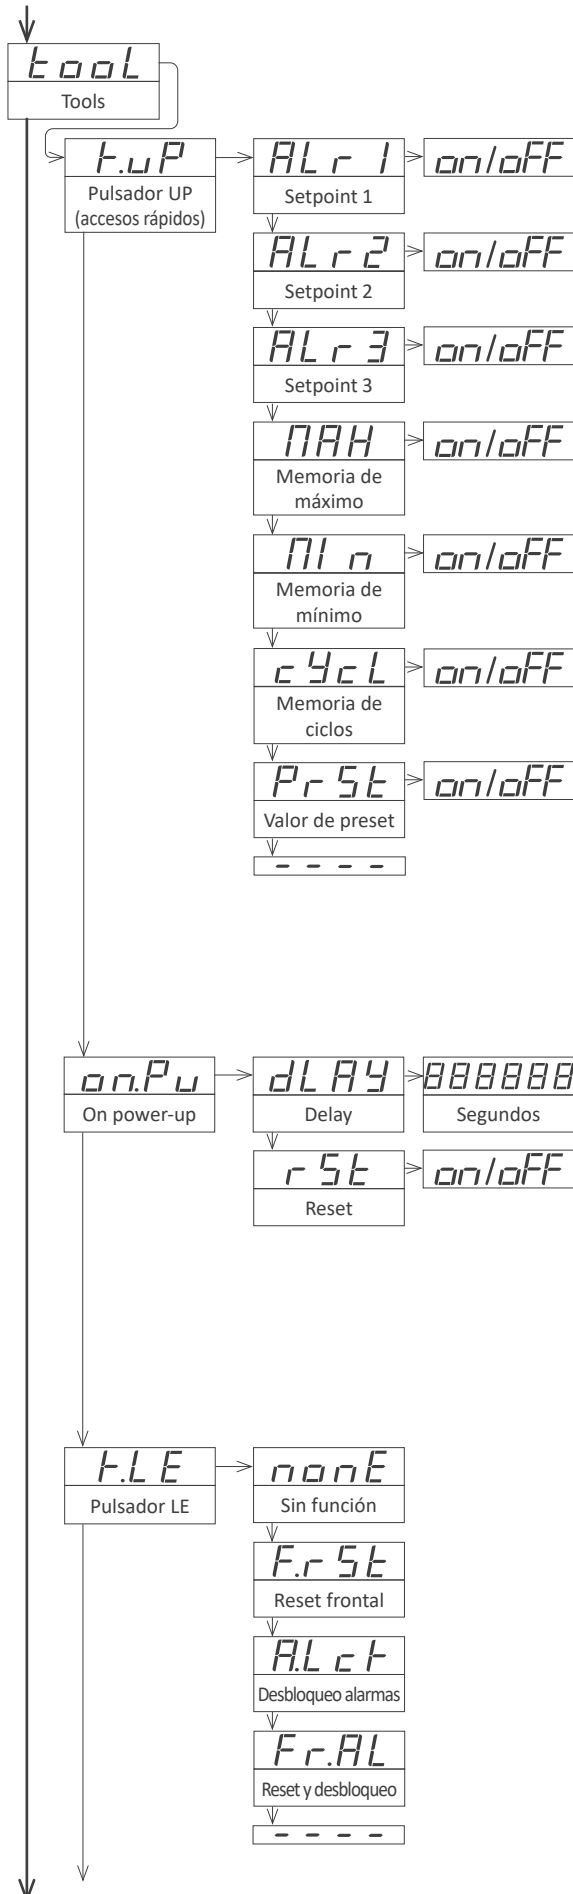 tool
Tools
K.uP
ALr1
on/oFF
Pulsador UP
(accesos rápidos)
Setpoint 1
ALr2
on/oFF
Setpoint 2
ALr3
on/oFF
Setpoint 3
MAX
on/oFF
Memoria de
máximo
MIn
on/oFF
Memoria de
mínimo
cYcL
on/oFF
Memoria de
ciclos
PrSt
on/oFF
Valor de preset
----
on.Pu
dLAY
888888
On power-up
Delay
Segundos
rSt
on/oFF
Reset
K.LE
nonE
Pulsador LE
Sin función
F.rSt
Reset frontal
A.LcK
Desbloqueo alarmas
Fr.AL
Reset y desbloqueo
----